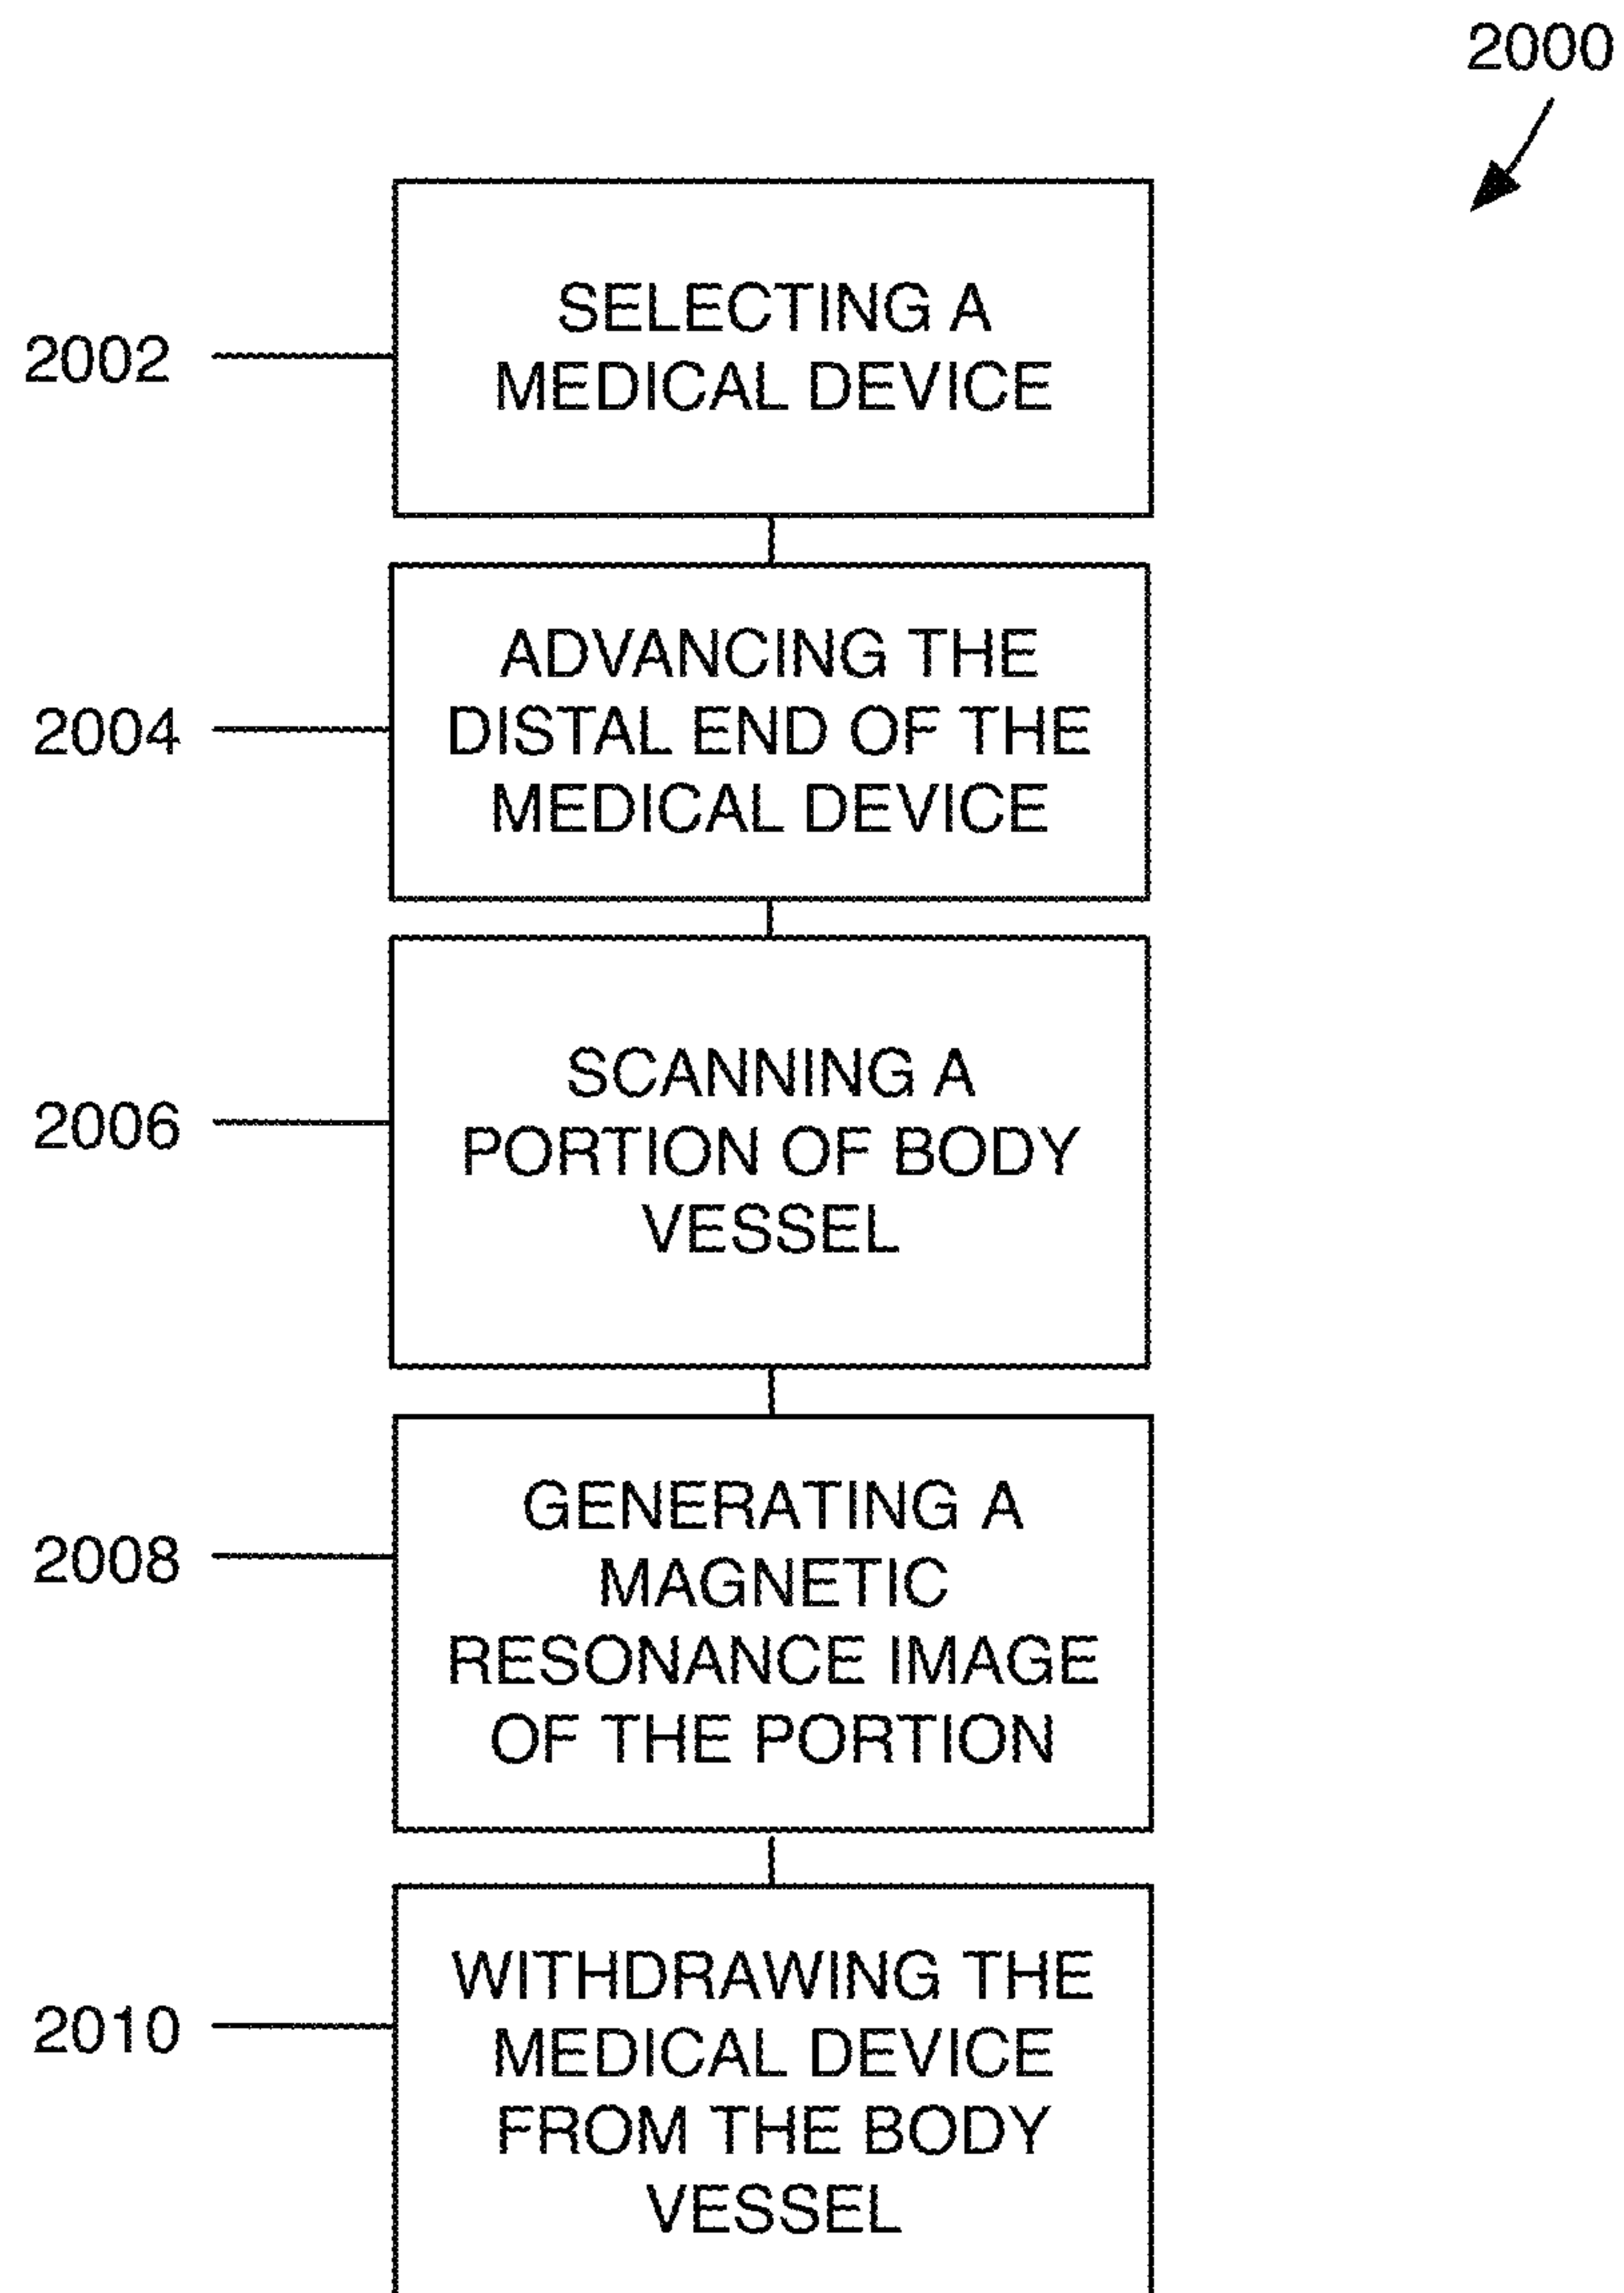 2000
2002
SELECTING A
MEDICAL DEVICE
2004
ADVANCING THE
DISTAL END OF THE
MEDICAL DEVICE
2006
SCANNING A
PORTION OF BODY
VESSEL
2008
GENERATING A
MAGNETIC
RESONANCE IMAGE
OF THE PORTION
2010
WITHDRAWING THE
MEDICAL DEVICE
FROM THE BODY
VESSEL